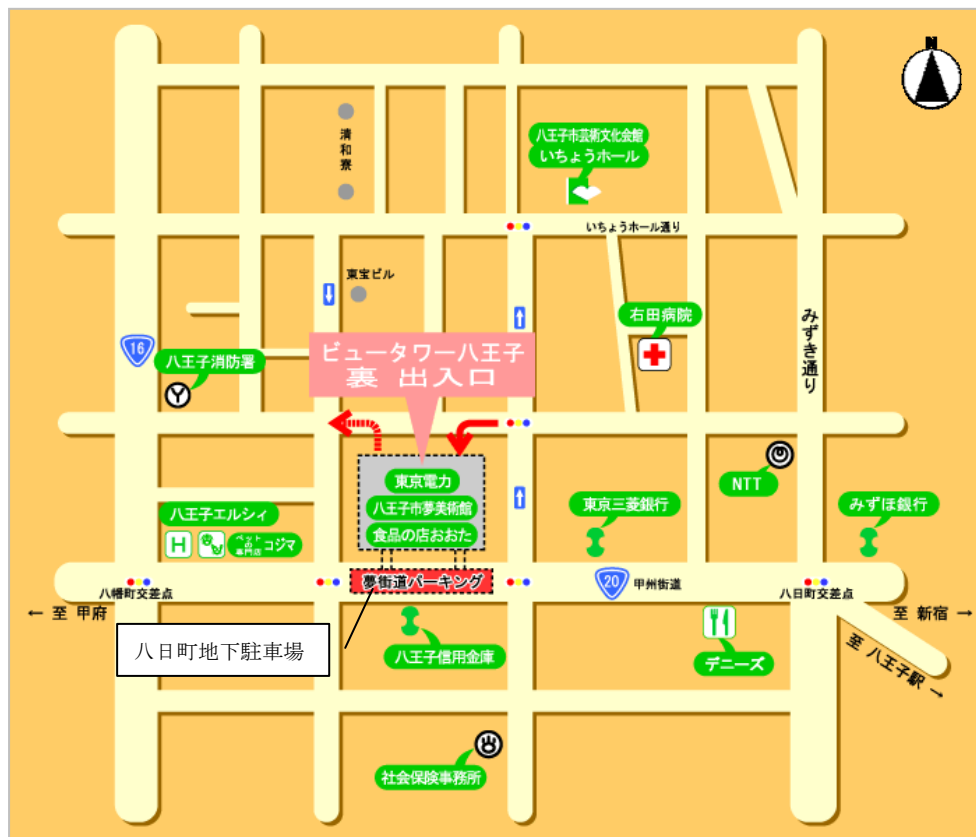 N
八王子市芸術文化会館
いちょうホール
清和寮
いちょうホール通り
東宝ビル
右田病院
みずき通り
16
八王子消防署
Y
ビュータワー八王子
裏 出入口
東京電力
八王子市夢美術館
食品の店おおた
NTT
東京三菱銀行
みずほ銀行
八王子エルシィ
H
ペット
の
専門店
コジマ
夢街道パーキング
20
甲州街道
八幡町交差点
八日町交差点
← 至 甲府
至 新宿 →
八日町地下駐車場
八王子信用金庫
デニーズ
至 八王子駅 →
社会保険事務所